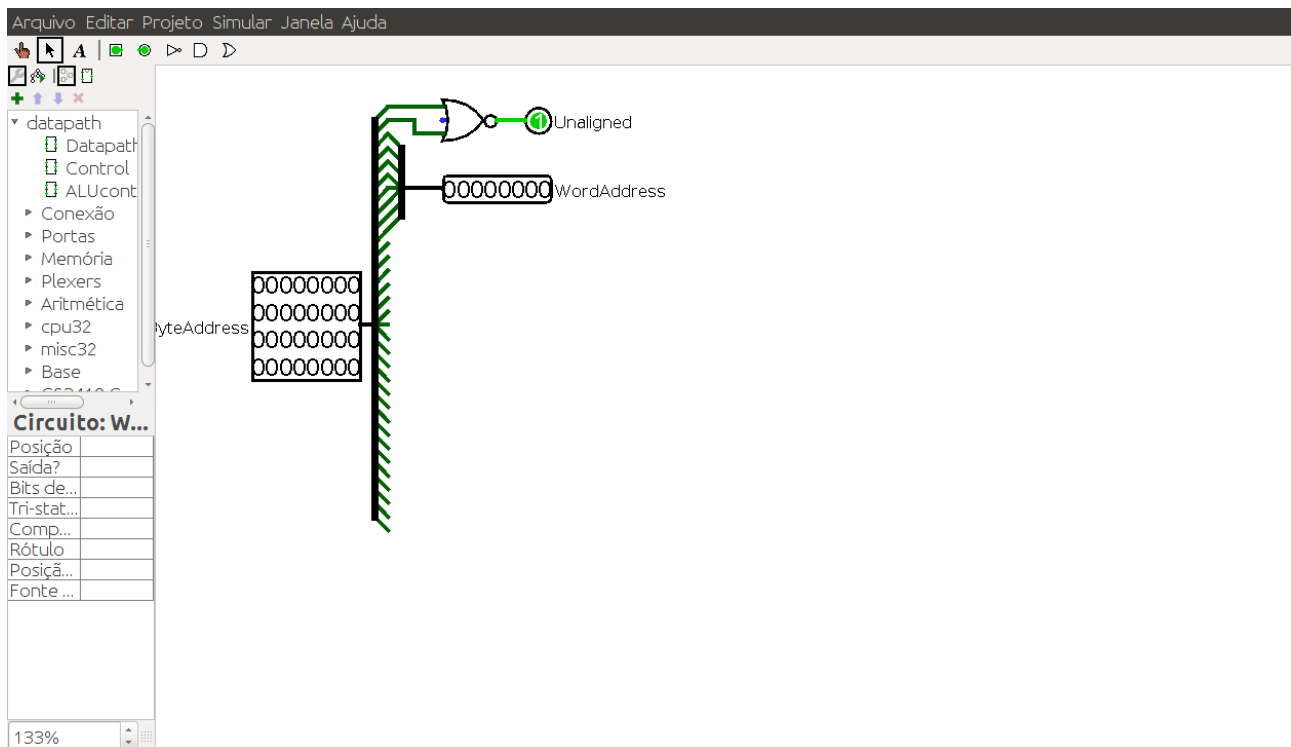 Arquivo Editar Projeto Simular Janela Ajuda
A
datapath
Datapath
Control
ALUcont
Conexão
Portas
Memória
Plexers
Aritmética
cpu32
misc32
Base
Circuito: W...
Posição
Saída?
Bits de...
Tri-stat...
Comp...
Rótulo
Posiçã...
Fonte ...
133%
1 Unaligned
00000000 WordAddress
00000000
00000000
yteAddress
00000000
00000000